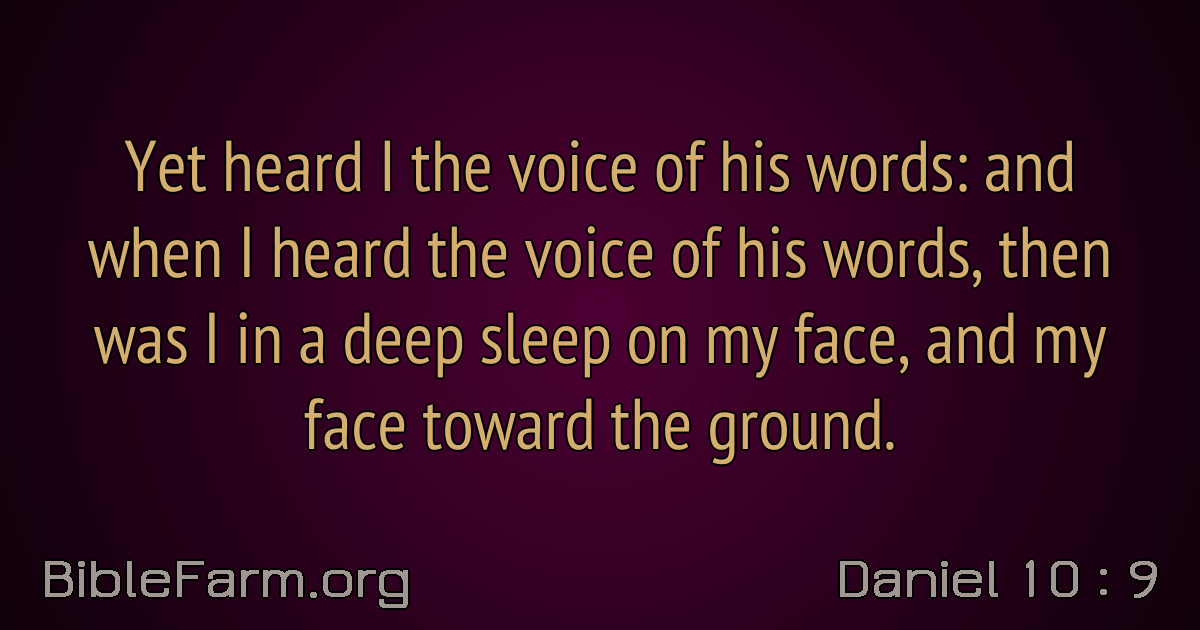 Yet heard I the voice of his words: and
when I heard the voice of his words, then
was I in a deep sleep on my face, and my
face toward the ground.
BibleFarm.org
Daniel 10 : 9